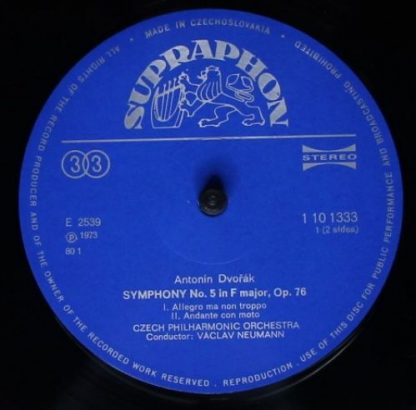 • MADE IN CZECHOSLOVAKIA •
ALL RIGHTS OF THE RECORD PRODUCER AND OF THE OWNER OF THE RECORDED WORK RESERVED . REPRODUCTION . USE OF THIS DISC FOR PUBLIC PERFORMANCE AND BROADCASTING PROHIBITED
SUPRAPHON
33
STEREO
E 2539
1 10 1333
℗ 1973
1 (2 sides)
80 1
Antonín Dvořák
SYMPHONY No. 5 in F major, Op. 76
I. Allegro ma non troppo
II. Andante con moto
CZECH PHILHARMONIC ORCHESTRA
Conductor: VÁCLAV NEUMANN